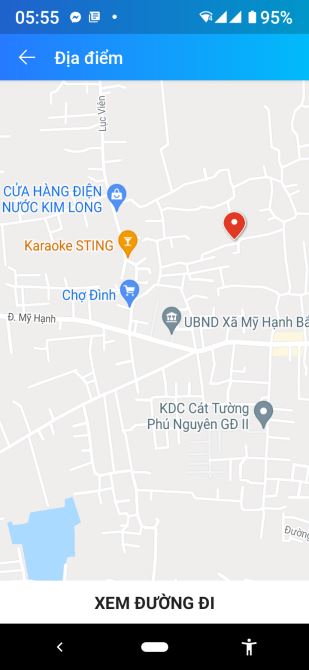 05:55
95%
Địa điểm
Lục Viên
CỬA HÀNG ĐIỆN
NƯỚC KIM LONG
Karaoke STING
Chợ Đình
Đ. Mỹ Hạnh
UBND Xã Mỹ Hạnh Bắ
KDC Cát Tường
Phú Nguyên GĐ II
Đường
XEM ĐƯỜNG ĐI